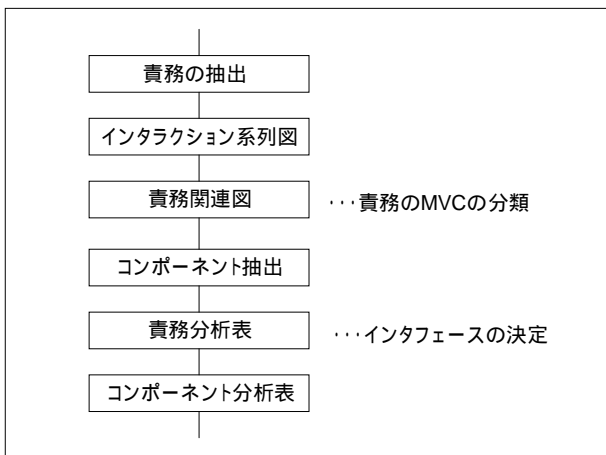 責務の抽出
インタラクション系列図
責務関連図 ･･･責務のMVCの分類
コンポーネント抽出
責務分析表 ･･･インタフェースの決定
コンポーネント分析表